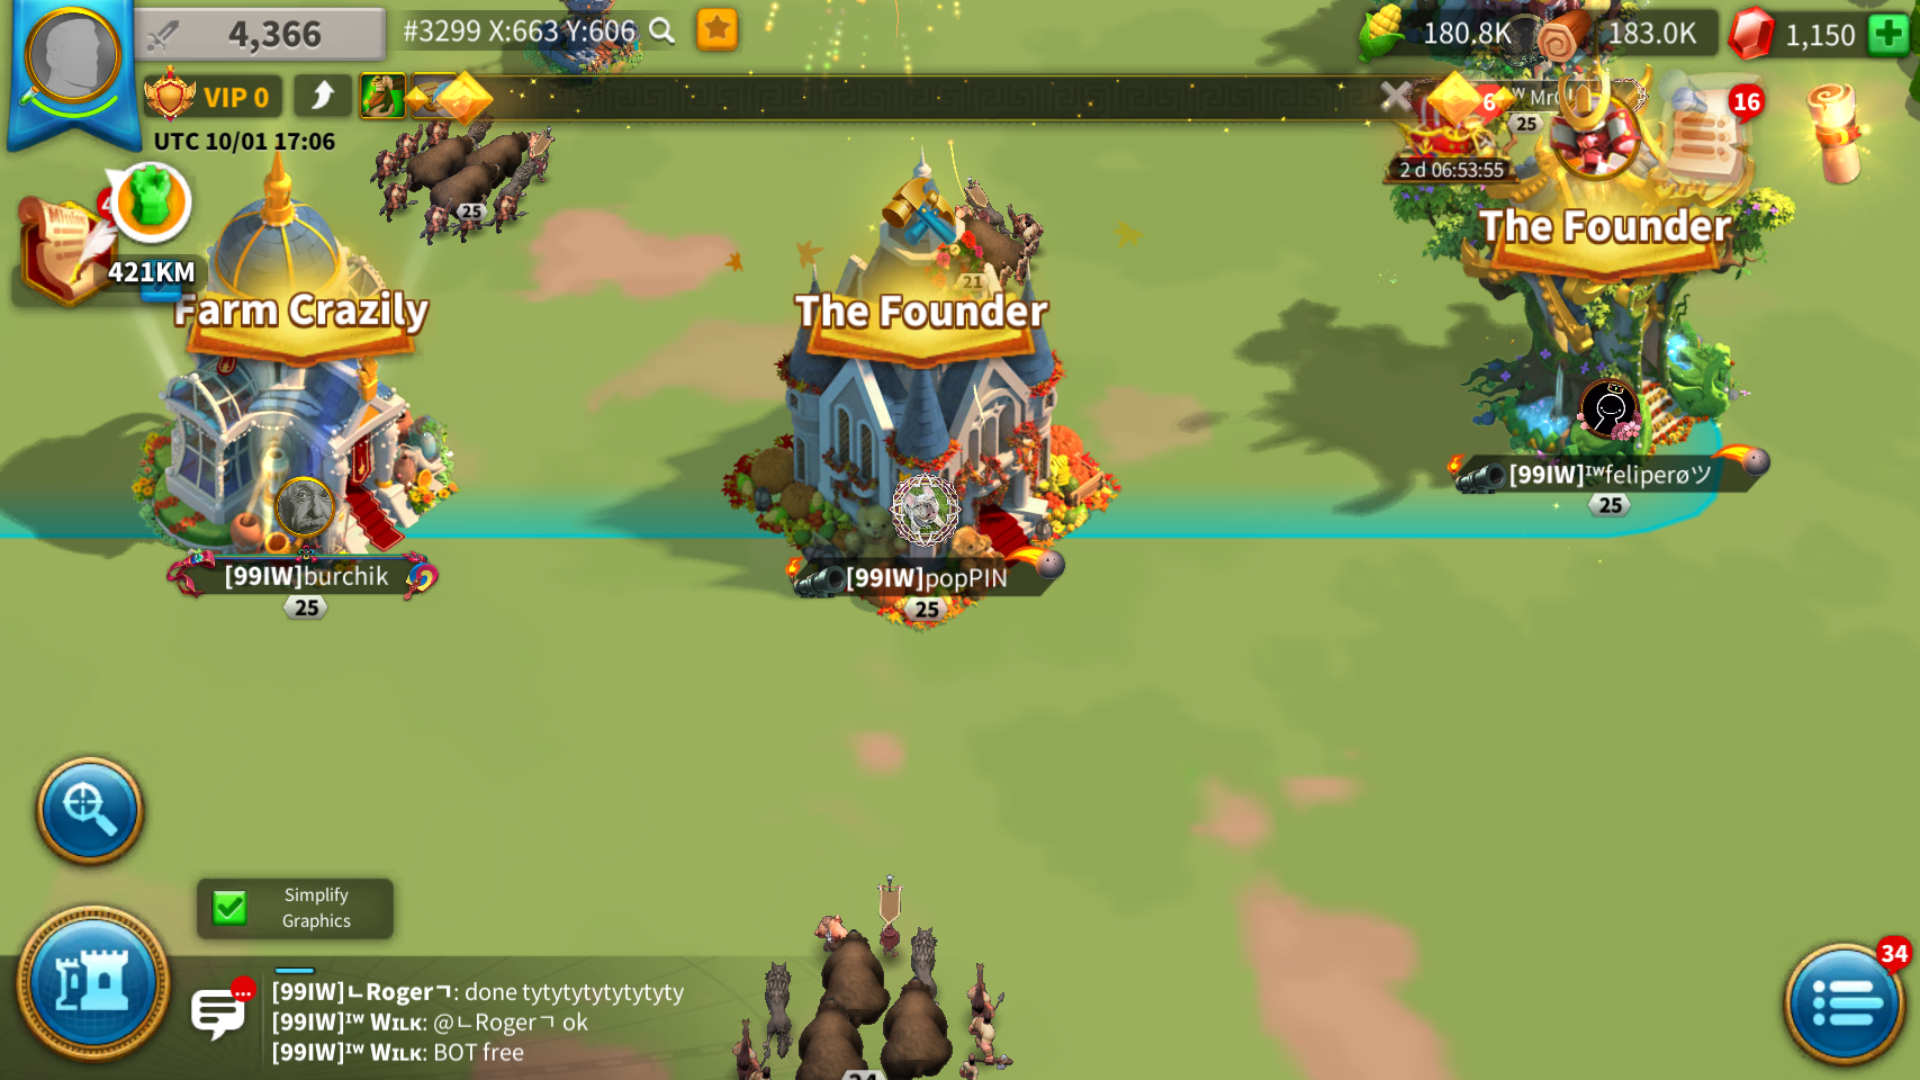 4,366
#3299 X:663 Y:606
180.8K
183.0K
1,150
VIP 0
UTC 10/01 17:06
25
6
25
16
2 d 06:53:55
25
Mission
421KM
Farm Crazily
21
The Founder
The Founder
[99IW]ᴵᵂfeliperøツ
25
[99IW]burchik
25
[99IW]popPIN
25
Simplify
Graphics
34
[99IW]ㄴRogerㄱ: done tytytytytytyty
[99IW]ᴵᵂ Wɪʟᴋ: @ㄴRogerㄱ ok
[99IW]ᴵᵂ Wɪʟᴋ: BOT free